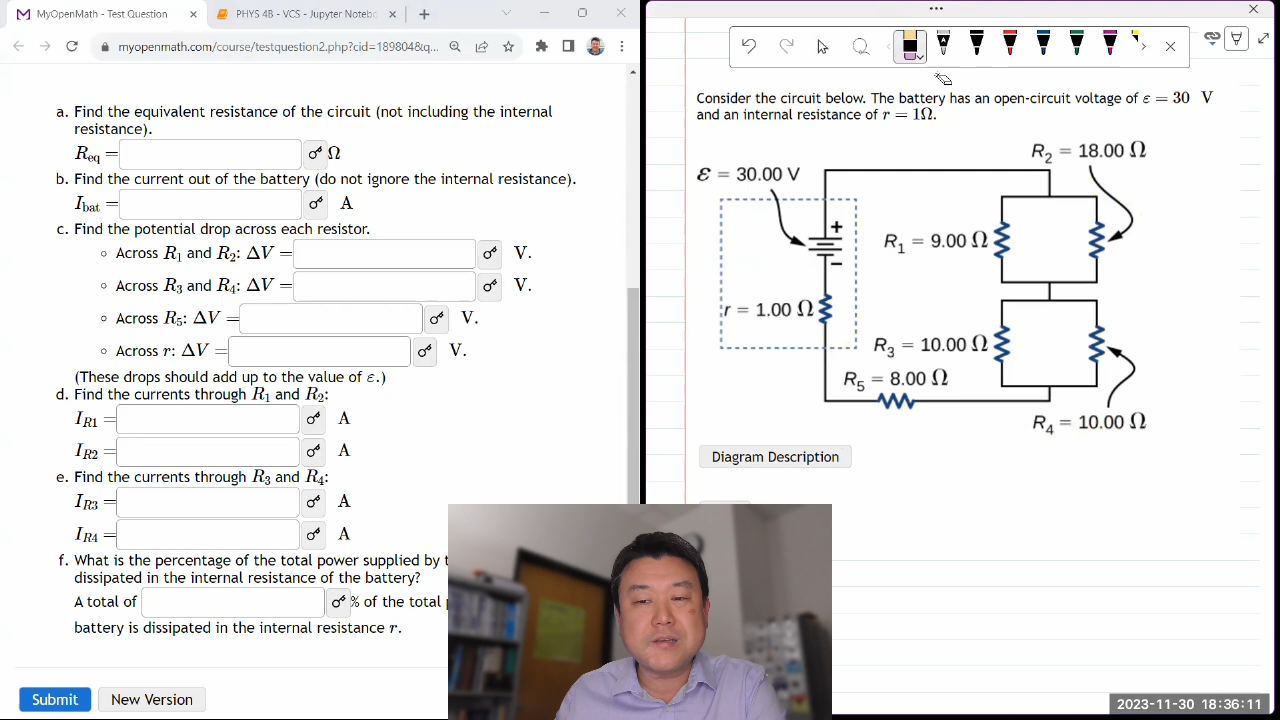 MyOpenMath - Test Question
PHYS 4B - VCS - Jupyter Noteb
myopenmath.com/course/testquestion2.php?cid=189809&q...
a. Find the equivalent resistance of the circuit (not including the internal
resistance).
Req = Ω
b. Find the current out of the battery (do not ignore the internal resistance).
Ibat = A
c. Find the potential drop across each resistor.
Across R1 and R2: ΔV = V.
Across R3 and R4: ΔV = V.
Across R5: ΔV = V.
Across r: ΔV = V.
(These drops should add up to the value of ε.)
d. Find the currents through R1 and R2:
IR1 = A
IR2 = A
e. Find the currents through R3 and R4:
IR3 = A
IR4 = A
f. What is the percentage of the total power supplied by
dissipated in the internal resistance of the battery?
A total of % of the total
battery is dissipated in the internal resistance r.
Submit
New Version
Consider the circuit below. The battery has an open-circuit voltage of ε = 30 V
and an internal resistance of r = 1Ω.
R2 = 18.00 Ω
ε = 30.00 V
+
R1 = 9.00 Ω
−
r = 1.00 Ω
R3 = 10.00 Ω
R5 = 8.00 Ω
R4 = 10.00 Ω
Diagram Description
2023-11-30 18:36:11